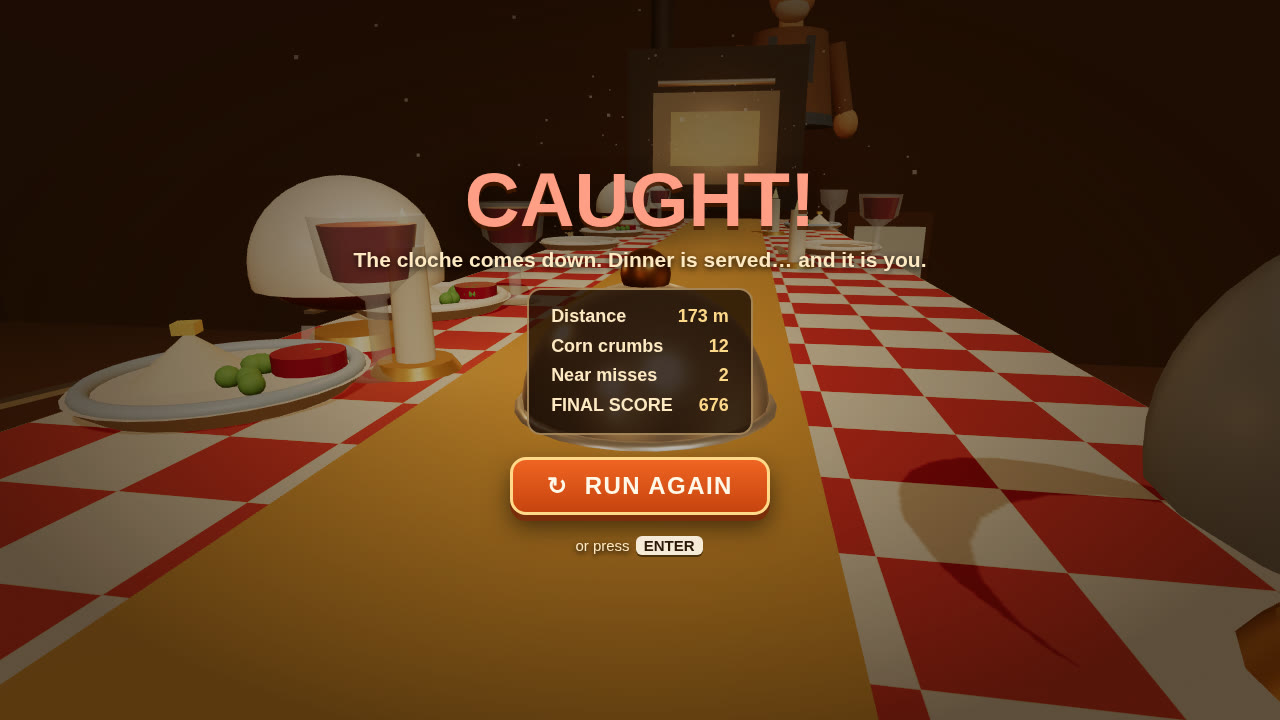 CAUGHT!
The cloche comes down. Dinner is served… and it is you.
Distance 173 m
Corn crumbs 12
Near misses 2
FINAL SCORE 676
↻ RUN AGAIN
or press ENTER